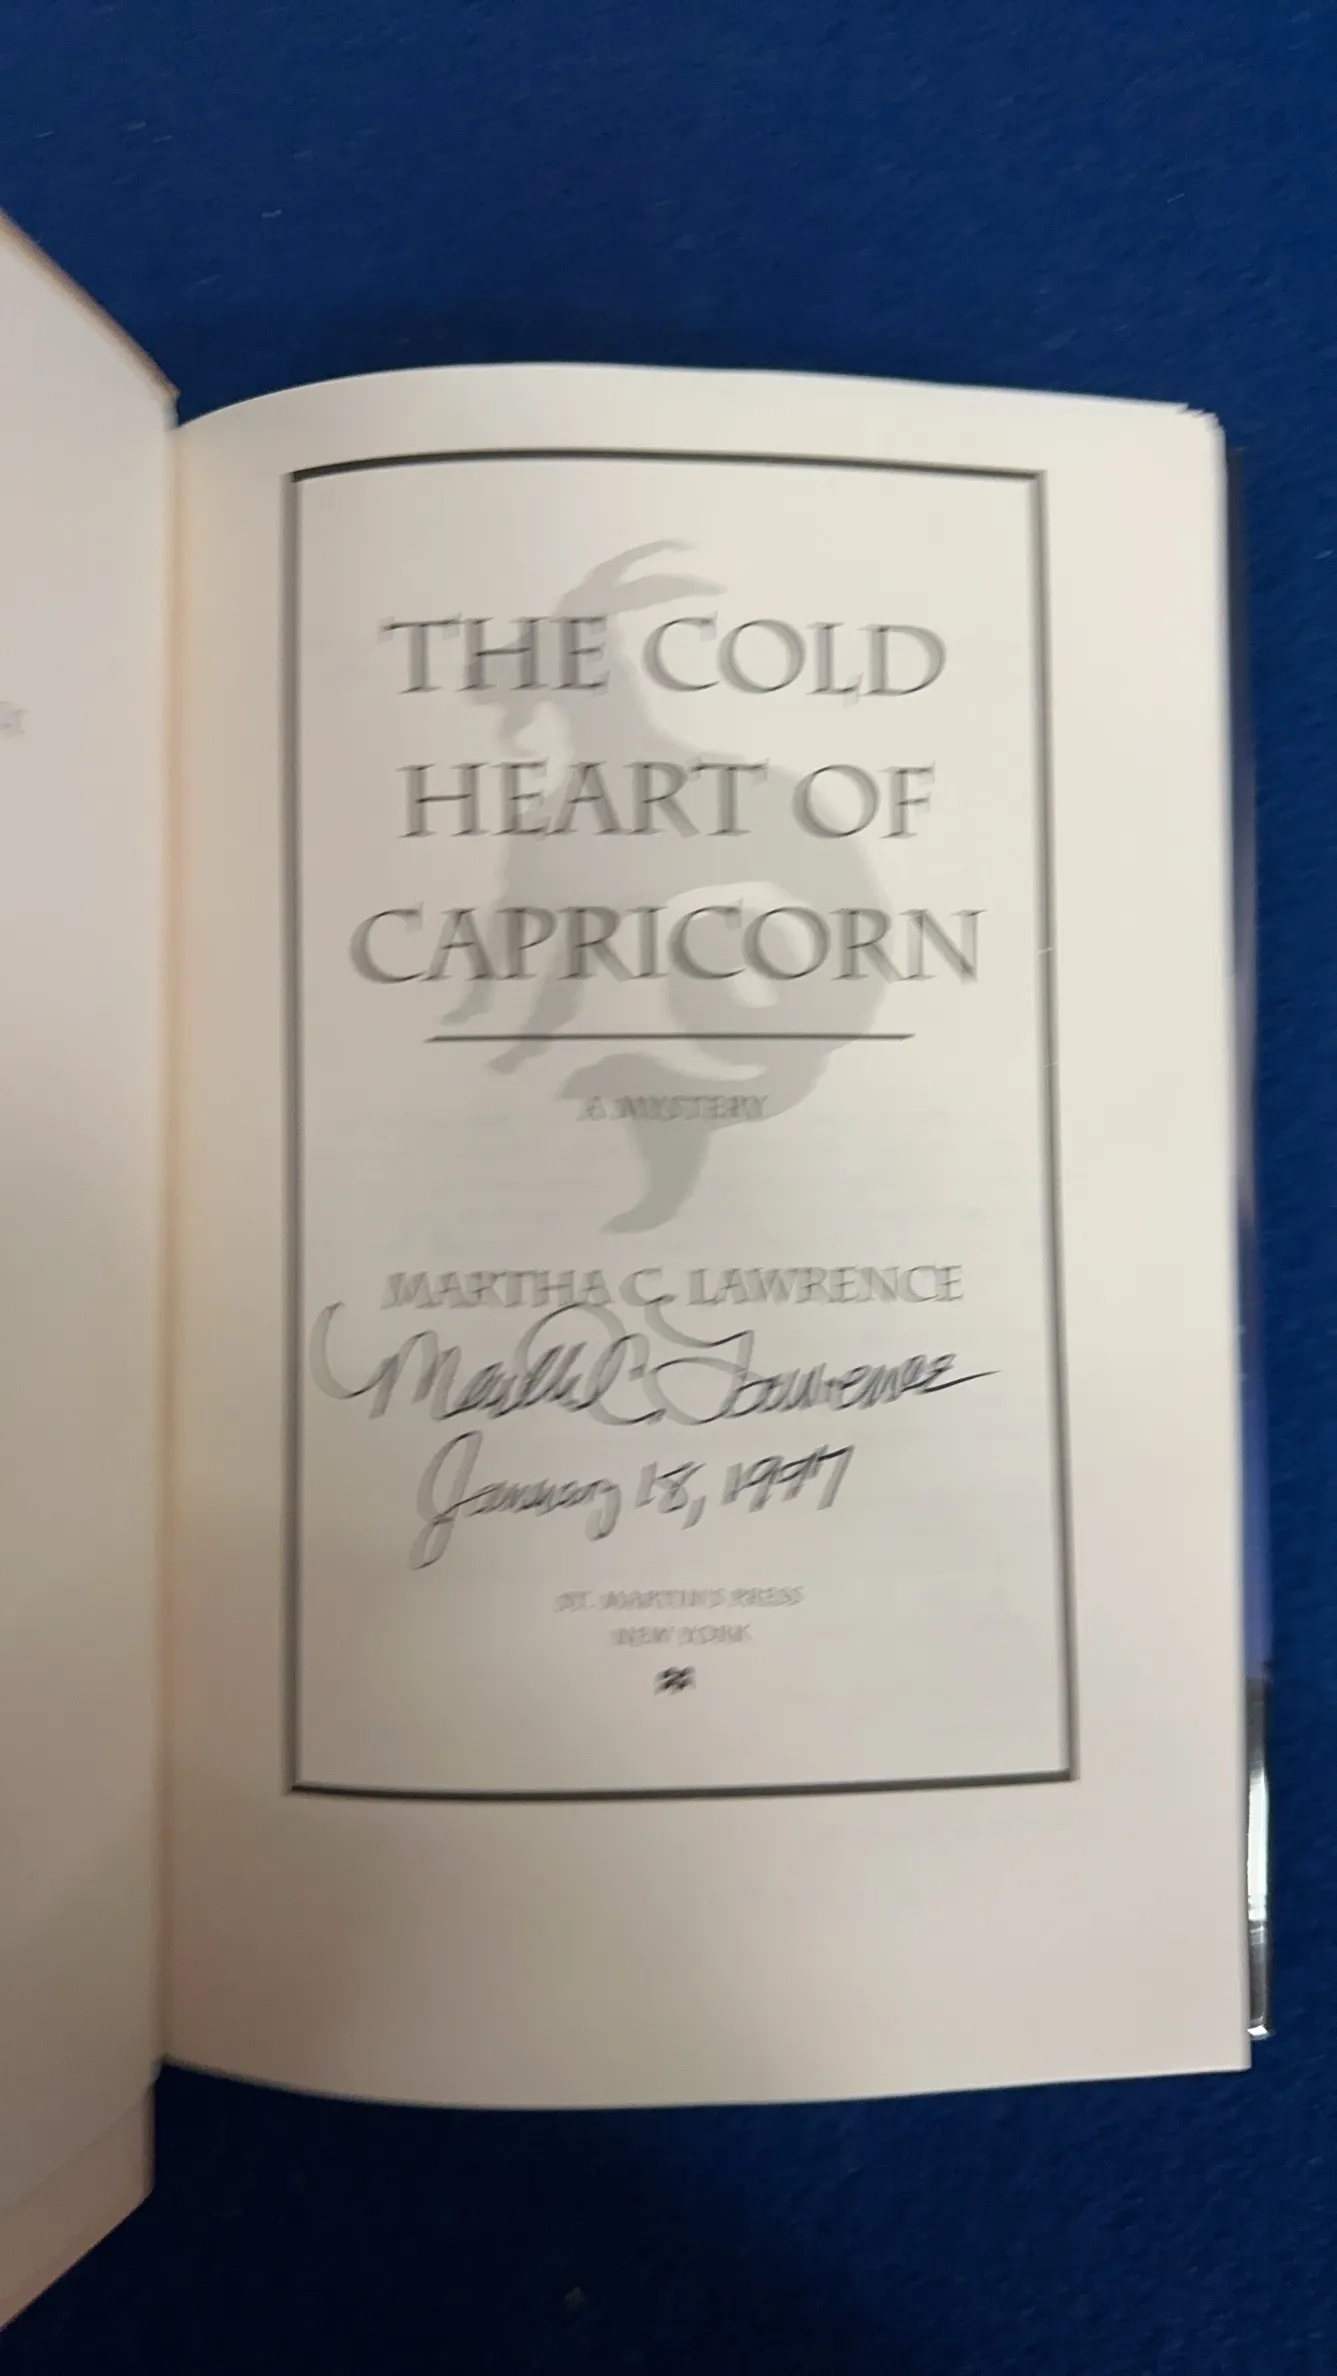 THE COLD
HEART OF
CAPRICORN
A MYSTERY
MARTHA C. LAWRENCE
Martha C. Lawrence
January 18, 1997
ST. MARTIN'S PRESS
NEW YORK